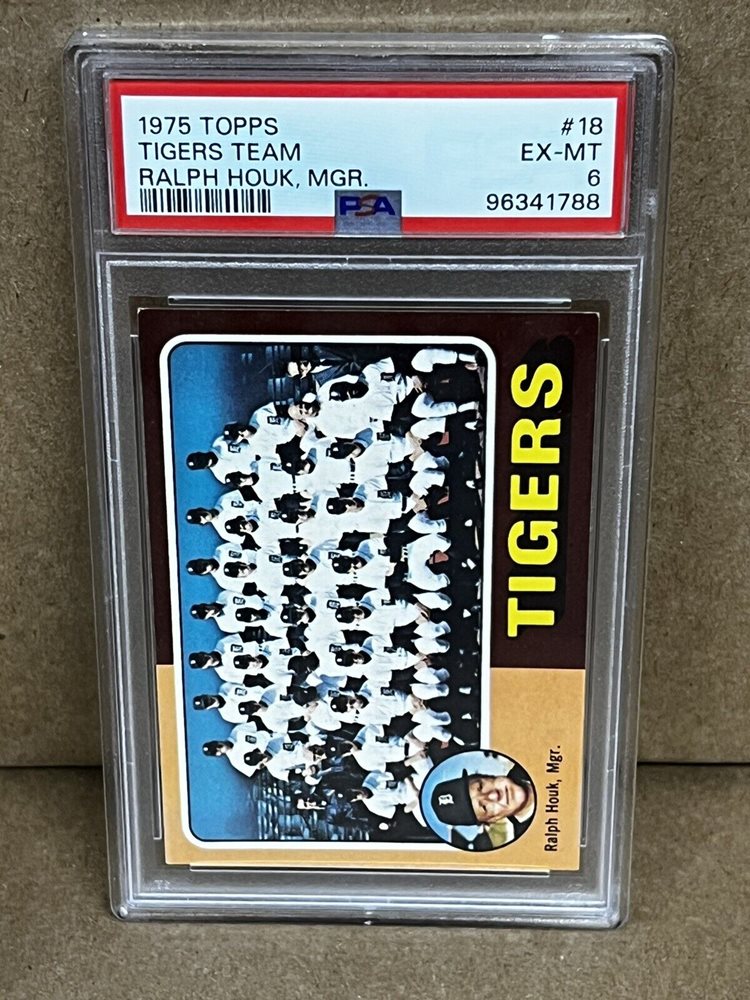 1975 TOPPS #18
TIGERS TEAM EX-MT
RALPH HOUK, MGR. 6
PSA 96341788
TIGERS
Ralph Houk, Mgr.